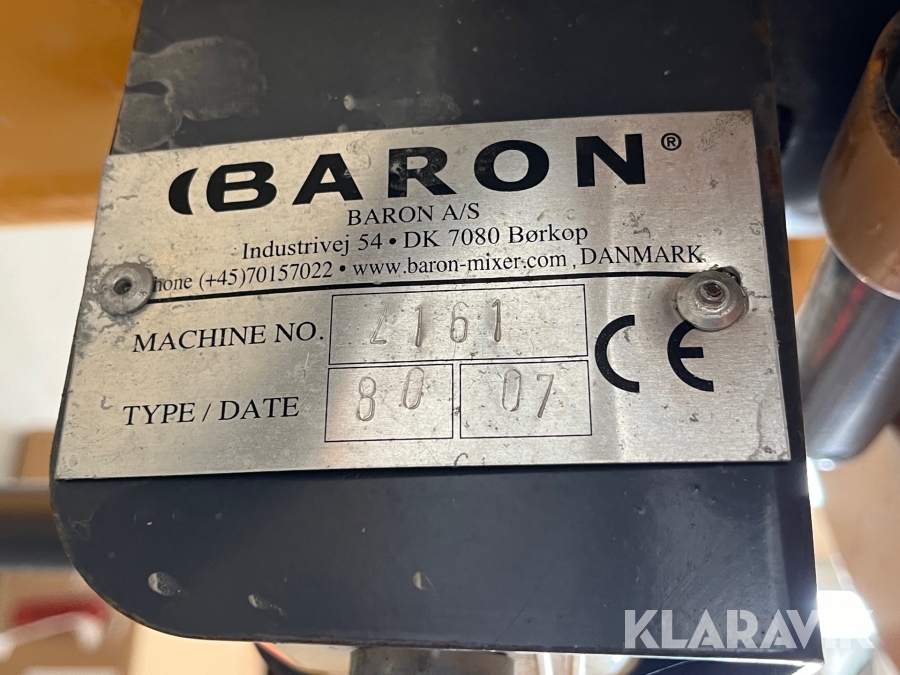 BARON®
BARON A/S
Industrivej 54 • DK 7080 Børkop
hone (+45)70157022 • www.baron-mixer.com , DANMARK
MACHINE NO. 4161
TYPE / DATE 80 07
CE
KLARAVIK